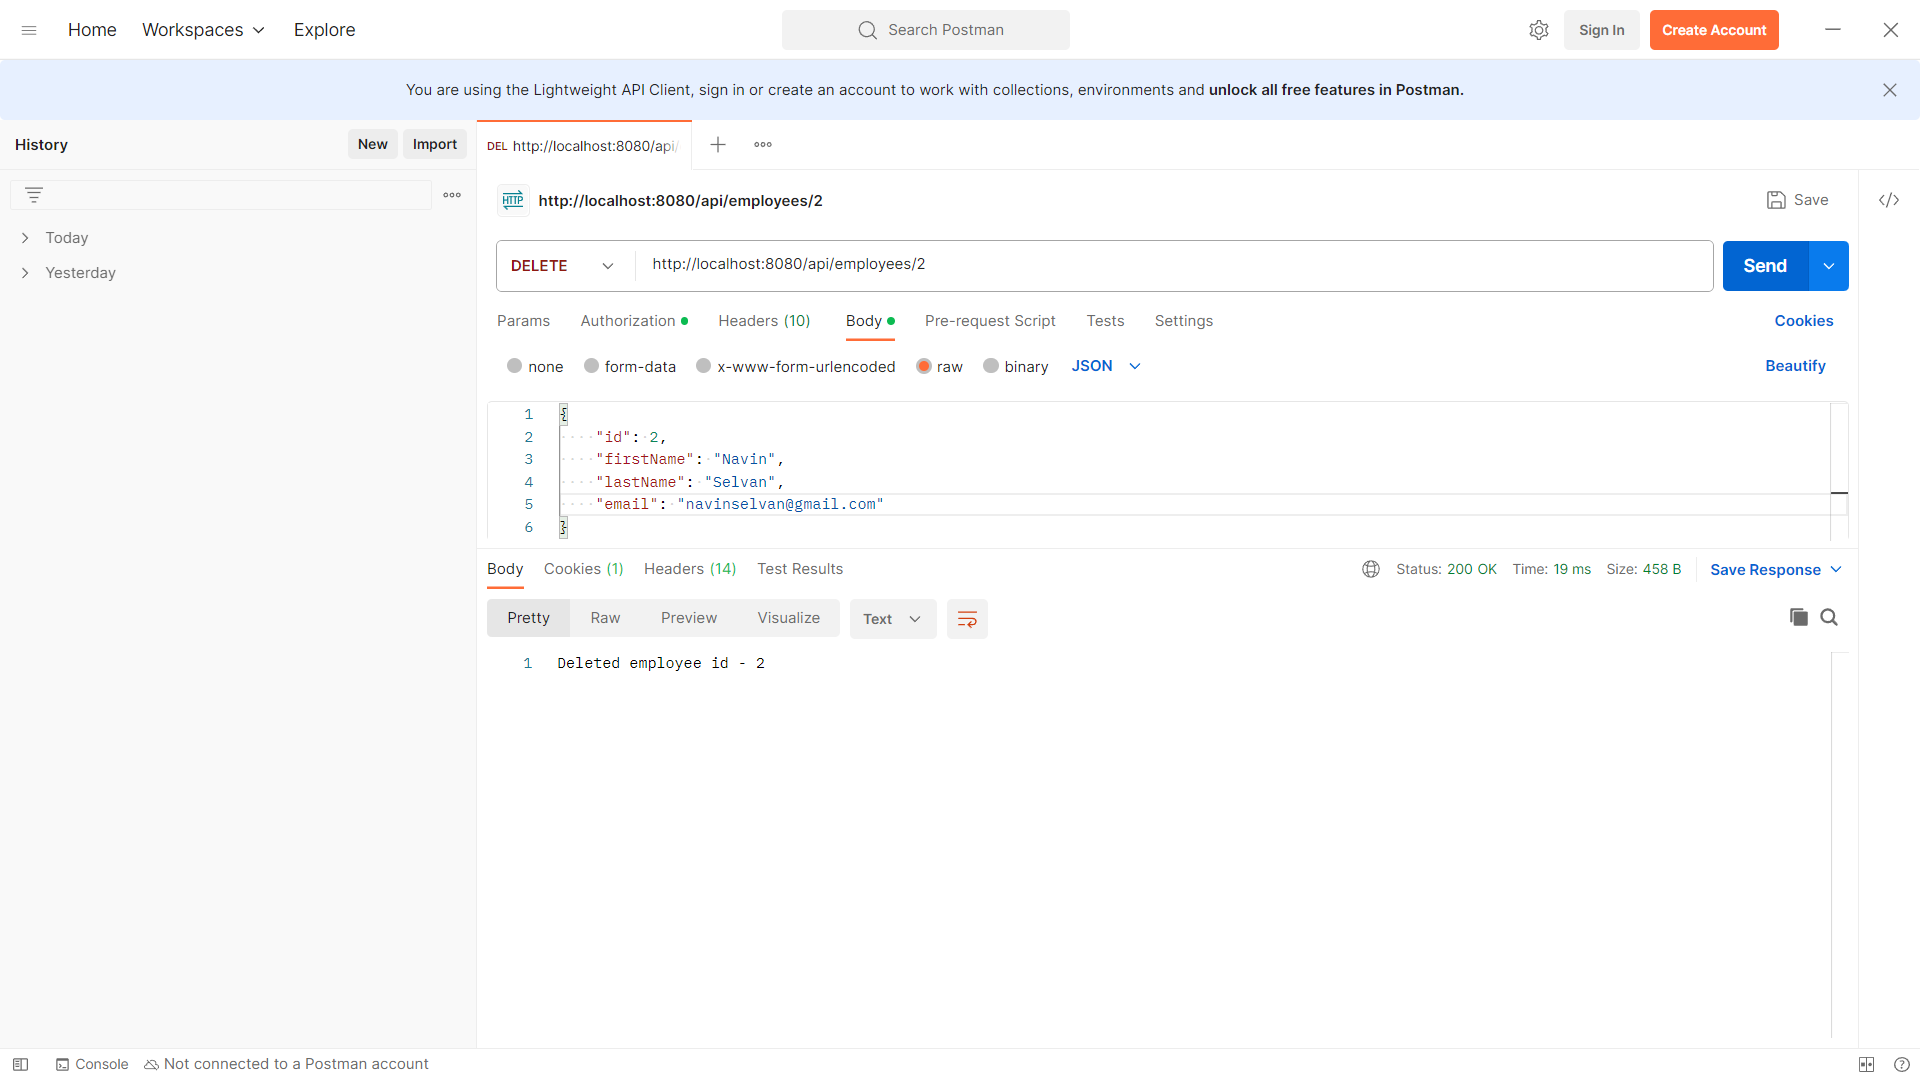 Home Workspaces Explore Search Postman Sign In Create Account
You are using the Lightweight API Client, sign in or create an account to work with collections, environments and unlock all free features in Postman.
History New Import
Today
Yesterday
DEL http://localhost:8080/api/
HTTP http://localhost:8080/api/employees/2 Save
DELETE http://localhost:8080/api/employees/2 Send
Params Authorization Headers (10) Body Pre-request Script Tests Settings Cookies
none form-data x-www-form-urlencoded raw binary JSON Beautify
1 {
2 "id": 2,
3 "firstName": "Navin",
4 "lastName": "Selvan",
5 "email": "navinselvan@gmail.com"
6 }
Body Cookies (1) Headers (14) Test Results Status: 200 OK Time: 19 ms Size: 458 B Save Response
Pretty Raw Preview Visualize Text
1 Deleted employee id - 2
Console Not connected to a Postman account